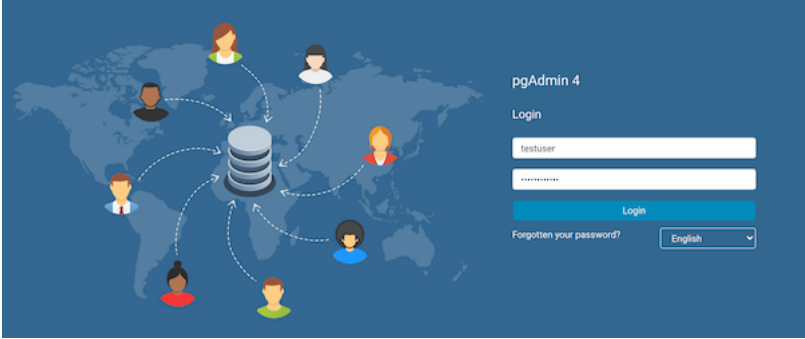 pgAdmin 4
Login
testuser
••••••••••••
Login
Forgotten your password? English